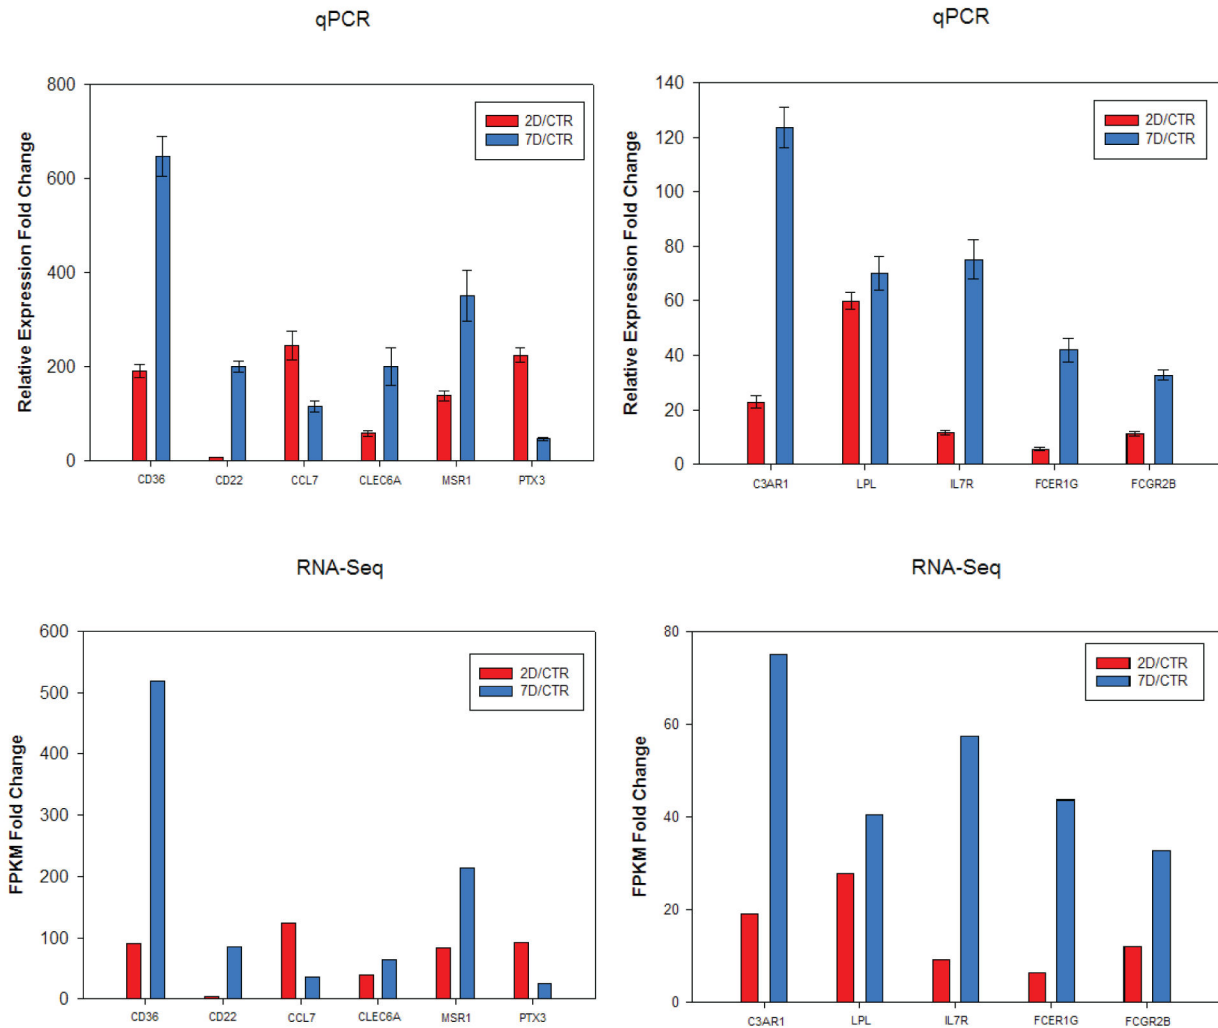 qPCR
Relative Expression Fold Change
800
600
400
200
0
2D/CTR
7D/CTR
CD36 CD22 CCL7 CLEC6A MSR1 PTX3
qPCR
Relative Expression Fold Change
140
120
100
80
60
40
20
0
2D/CTR
7D/CTR
C3AR1 LPL IL7R FCER1G FCGR2B
RNA-Seq
FPKM Fold Change
600
500
400
300
200
100
0
2D/CTR
7D/CTR
CD36 CD22 CCL7 CLEC6A MSR1 PTX3
RNA-Seq
FPKM Fold Change
80
60
40
20
0
2D/CTR
7D/CTR
C3AR1 LPL IL7R FCER1G FCGR2B